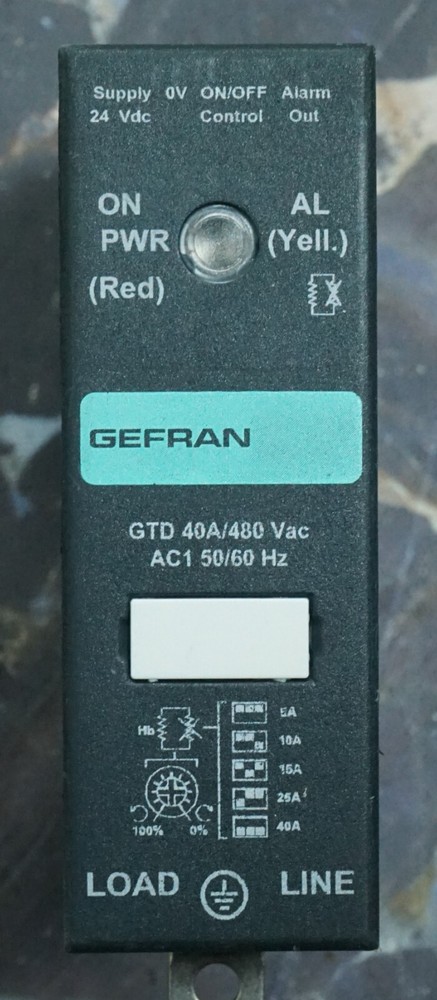 Supply 0V ON/OFF Alarm
24 Vdc Control Out
ON AL
PWR (Yell.)
(Red)
GEFRAN
GTD 40A/480 Vac
AC1 50/60 Hz
5A
Hb 10A
15A
25A
100% 0% 40A
LOAD LINE